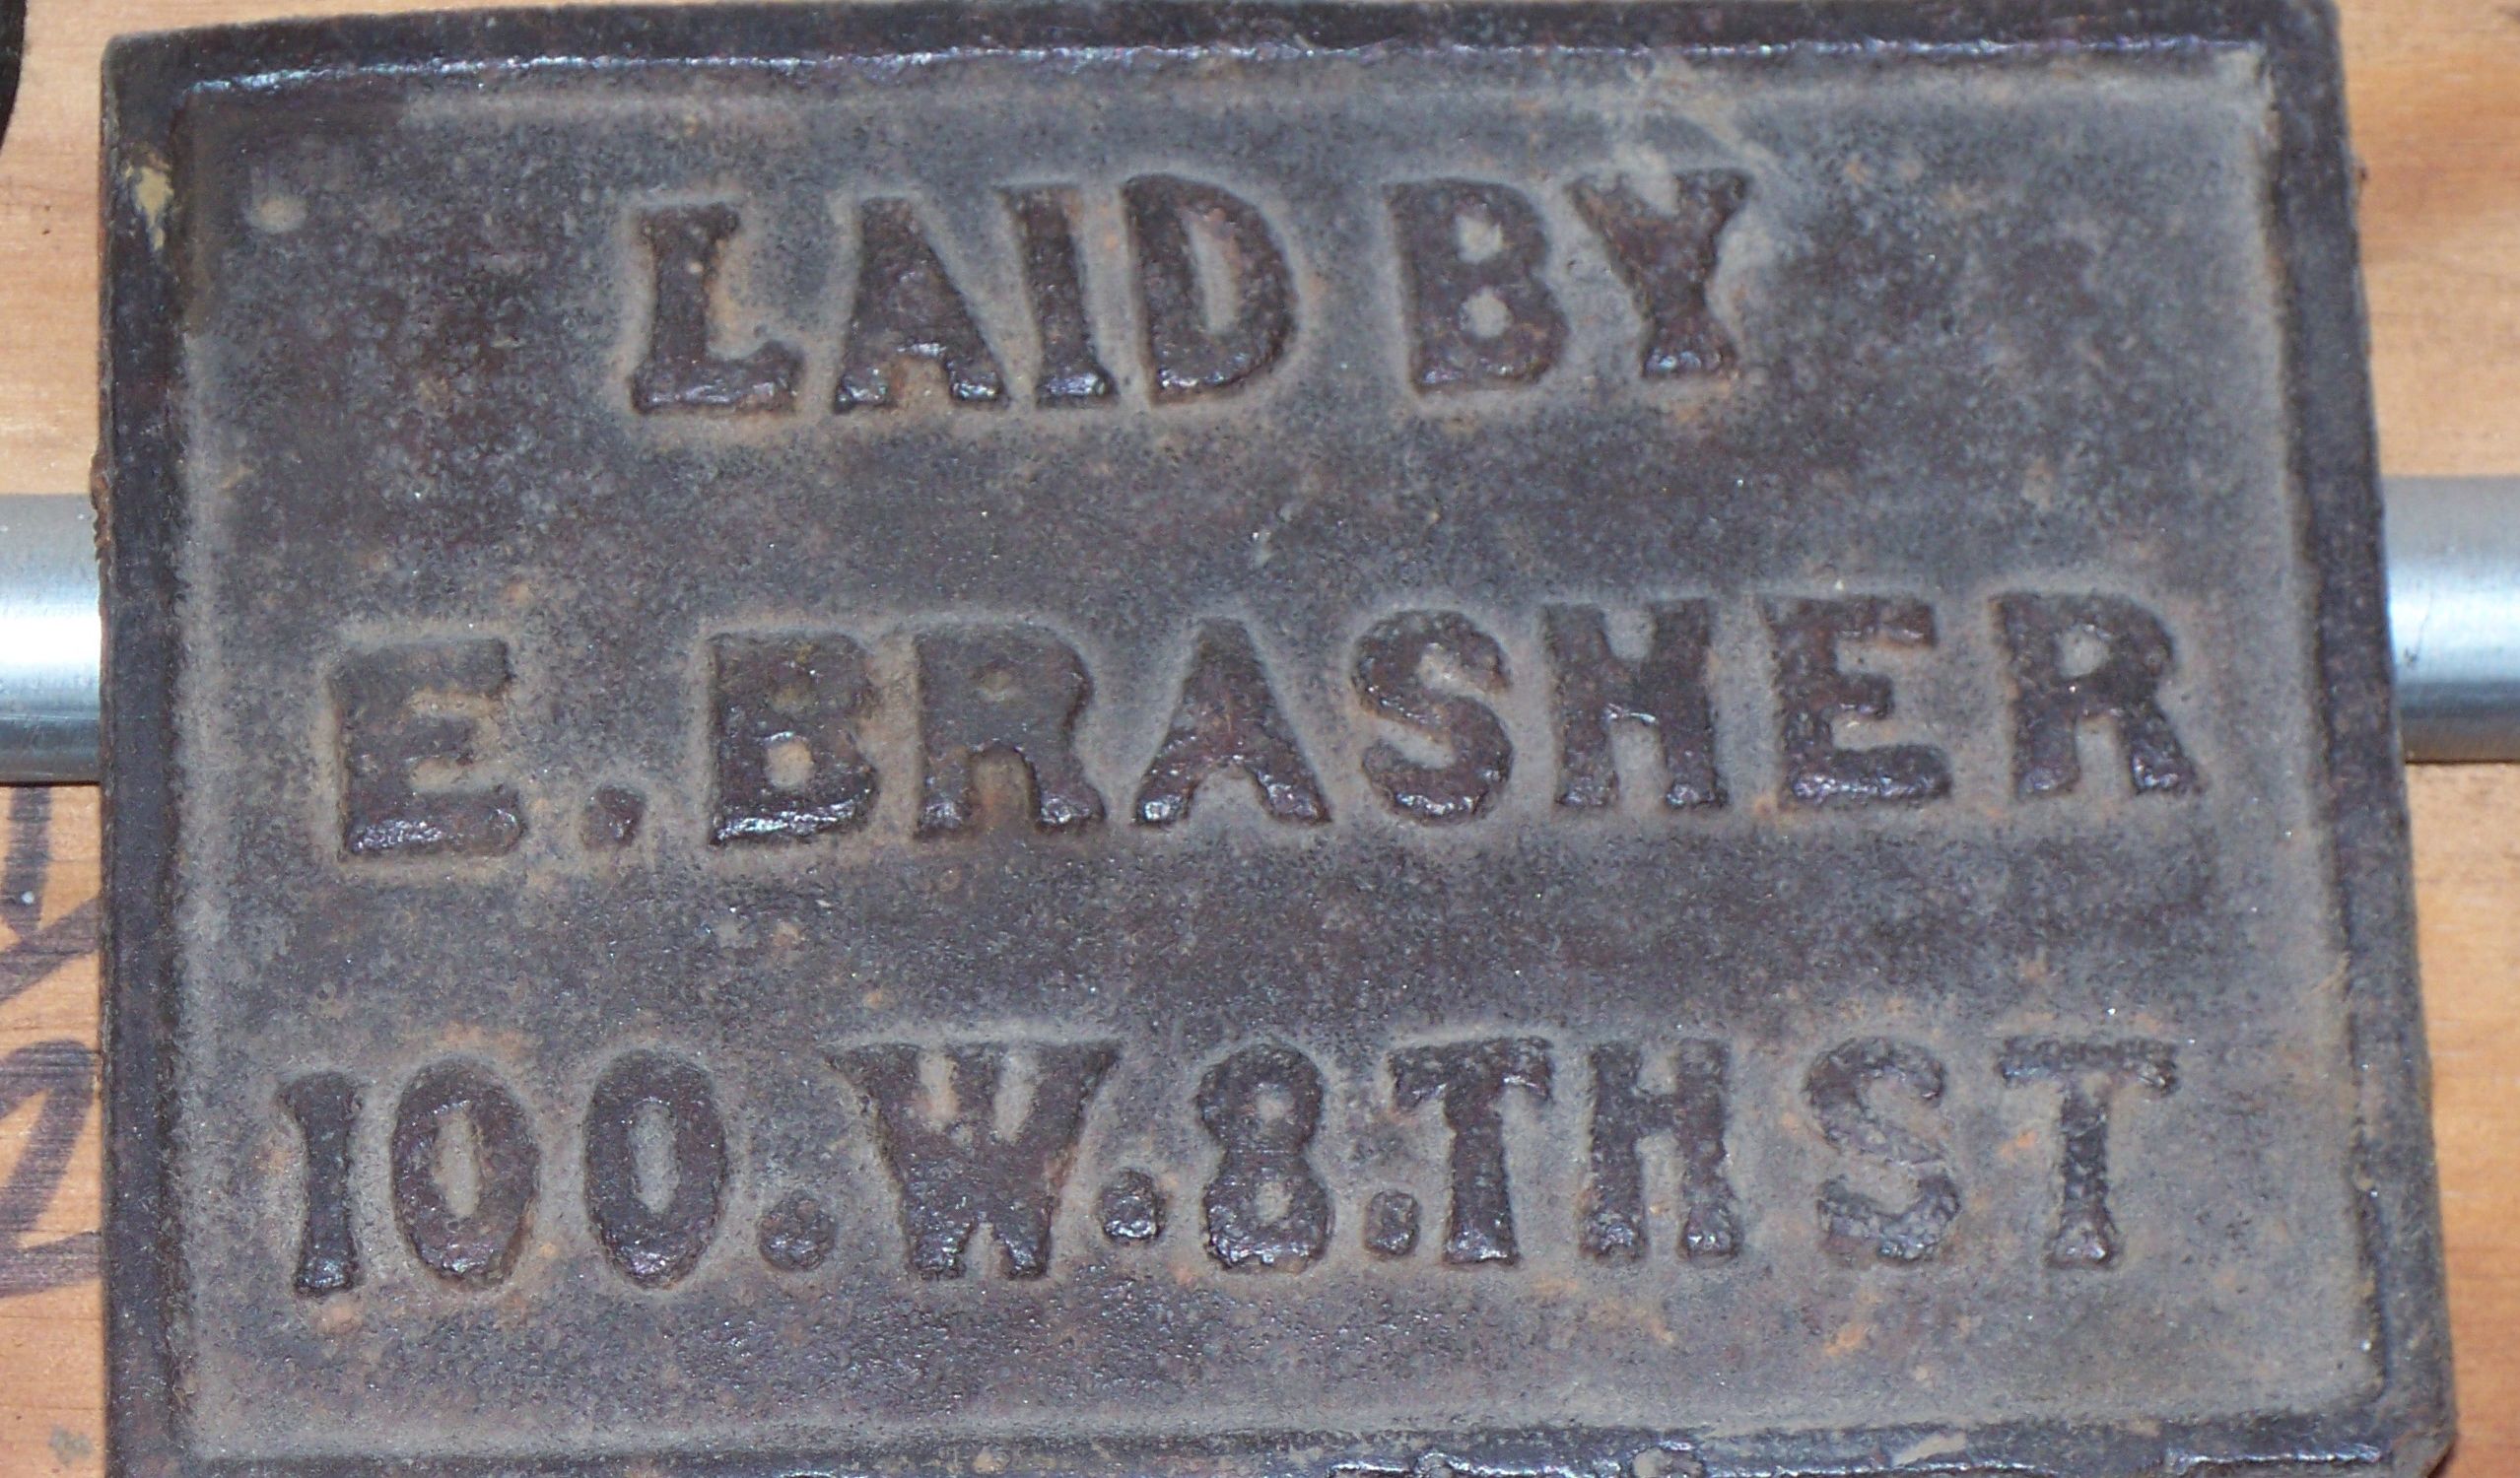 LAID BY
E. BRASHER
100. W. 8. TH ST